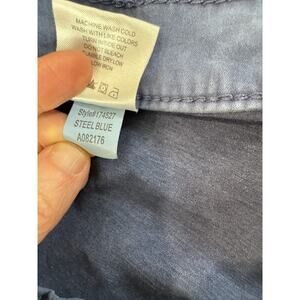 MACHINE WASH COLD
WASH WITH LIKE COLORS
TURN INSIDE OUT
DO NOT BLEACH
TUMBLE DRY LOW
LOW IRON
Style#174527
STEEL BLUE
A082176